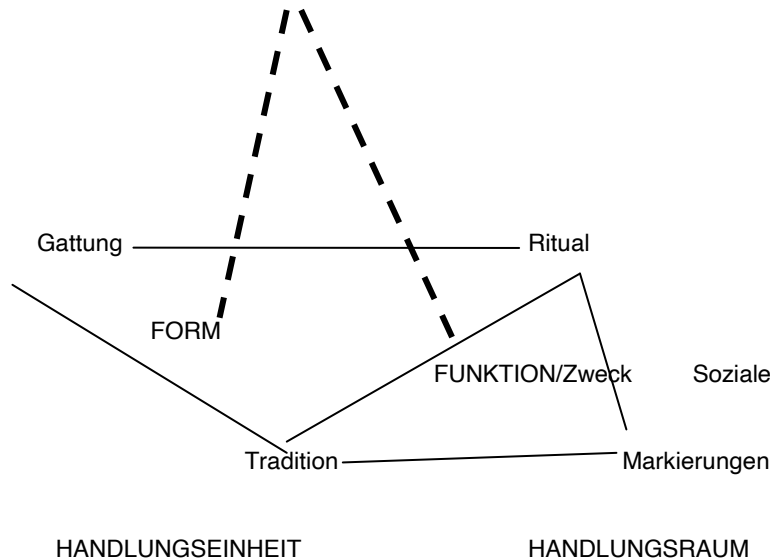 Gattung Ritual
FORM
FUNKTION/Zweck Soziale
Tradition Markierungen
HANDLUNGSEINHEIT HANDLUNGSRAUM